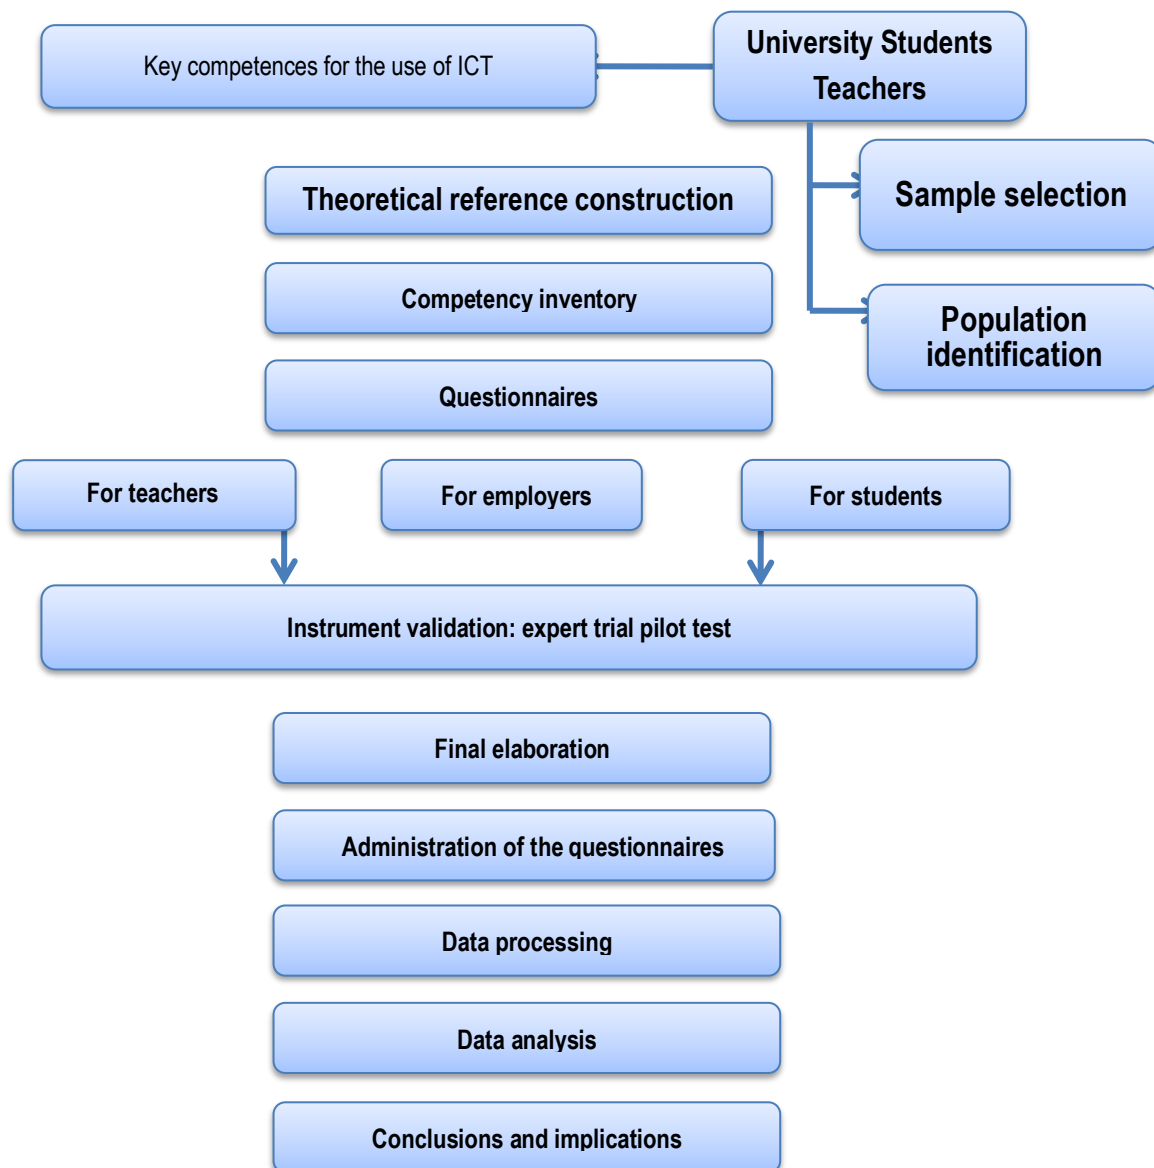 Key competences for the use of ICT
University Students
Teachers
Sample selection
Theoretical reference construction
Competency inventory
Population
identification
Questionnaires
For teachers
For employers
For students
Instrument validation: expert trial pilot test
Final elaboration
Administration of the questionnaires
Data processing
Data analysis
Conclusions and implications